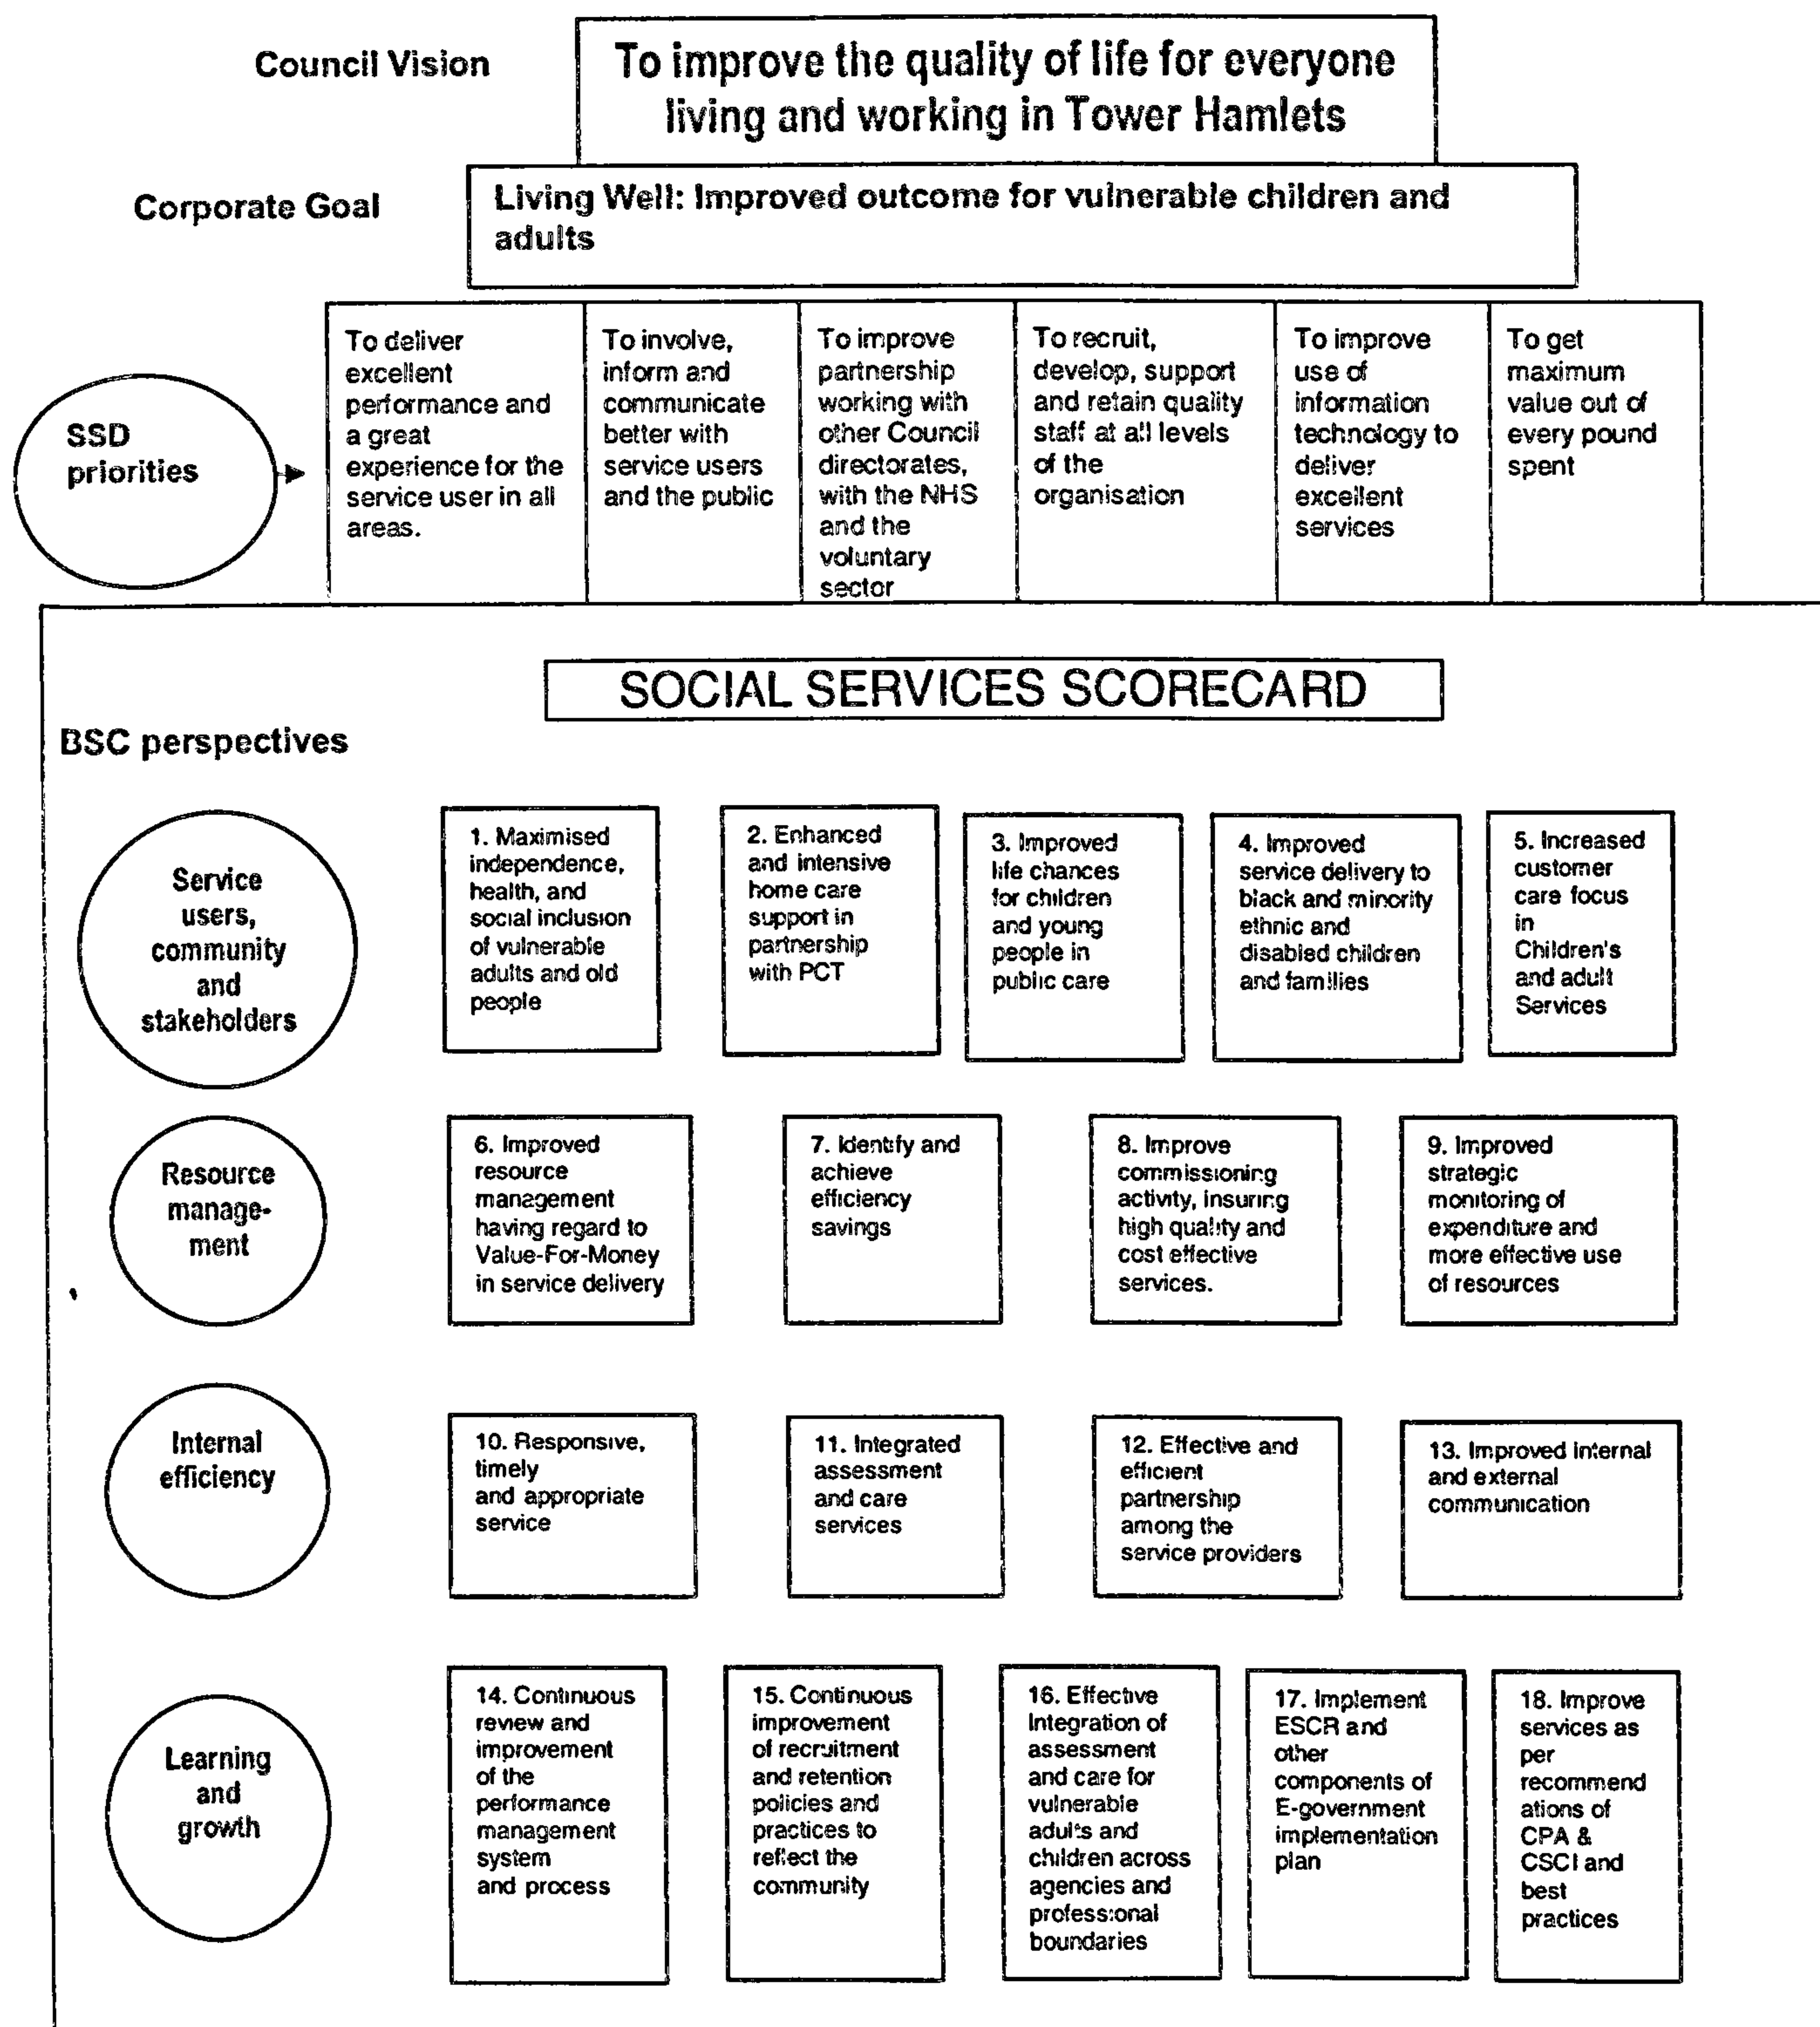 Council Vision
To improve the quality of life for everyone
living and working in Tower Hamlets
Corporate Goal
Living Well: Improved outcome for vulnerable children and
adults
SSD
priorities
To deliver
excellent
performance and
a great
experience for the
service user in all
areas.
To involve,
inform and
communicate
better with
service users
and the public
To improve
partnership
working with
other Council
directorates,
with the NHS
and the
voluntary
sector
To recruit,
develop, support
and retain quality
staff at all levels
of the
organisation
To improve
use of
information
technology to
deliver
excellent
services
To get
maximum
value out of
every pound
spent
SOCIAL SERVICES SCORECARD
BSC perspectives
Service
users,
community
and
stakeholders
1. Maximised
independence,
health, and
social inclusion
of vulnerable
adults and old
people
2. Enhanced
and intensive
home care
support in
partnership
with PCT
3. Improved
life chances
for children
and young
people in
public care
4. Improved
service delivery to
black and minority
ethnic and
disabled children
and families
5. Increased
customer
care focus
in
Children's
and adult
Services
Resource
manage-
ment
6. Improved
resource
management
having regard to
Value-For-Money
in service delivery
7. Identify and
achieve
efficiency
savings
8. Improve
commissioning
activity, insuring
high quality and
cost effective
services.
9. Improved
strategic
monitoring of
expenditure and
more effective use
of resources
Internal
efficiency
10. Responsive,
timely
and appropriate
service
11. Integrated
assessment
and care
services
12. Effective and
efficient
partnership
among the
service providers
13. Improved internal
and external
communication
Learning
and
growth
14. Continuous
review and
improvement
of the
performance
management
system
and process
15. Continuous
improvement
of recruitment
and retention
policies and
practices to
reflect the
community
16. Effective
Integration of
assessment
and care for
vulnerable
adults and
children across
agencies and
professional
boundaries
17. Implement
ESCR and
other
components of
E-government
implementation
plan
18. Improve
services as
per
recommend
ations of
CPA &
CSCI and
best
practices